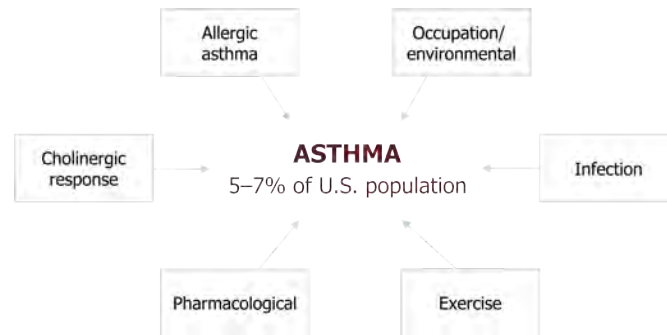 Allergic
asthma
Occupation/
environmental
Cholinergic
response
ASTHMA
5–7% of U.S. population
Infection
Pharmacological
Exercise